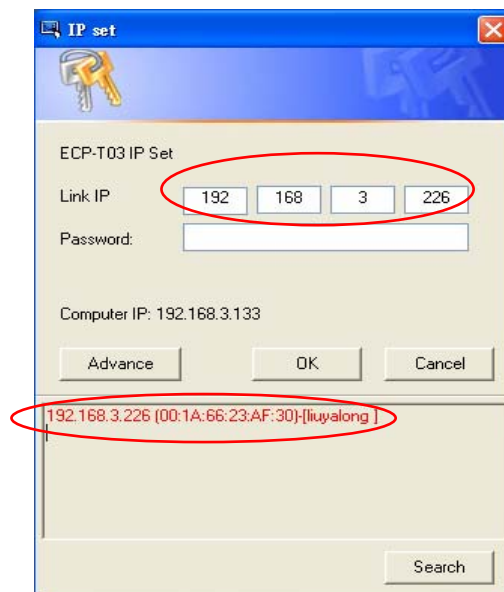 IP set
ECP-T03 IP Set
Link IP 192 168 3 226
Password:
Computer IP: 192.168.3.133
Advance OK Cancel
192.168.3.226 (00:1A:66:23:AF:30)-[liuyalong ]
Search